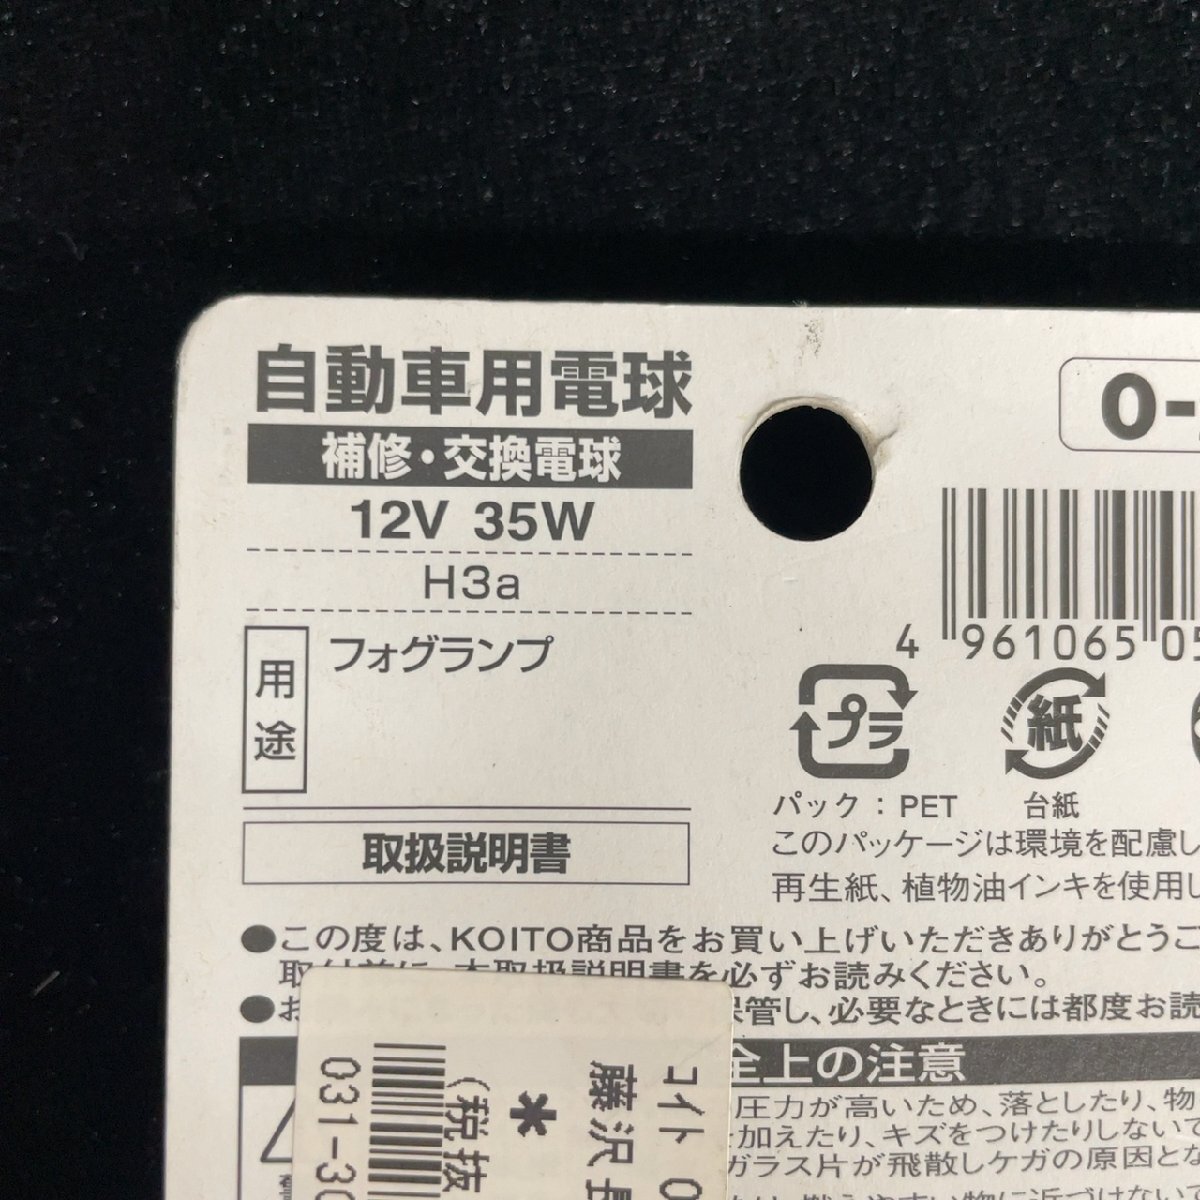 自動車用電球
補修・交換電球
12V 35W
H3a
用途
フォグランプ
取扱説明書
0-
4 961065 05
プラ
紙
パック：PET
台紙
このパッケージは環境を配慮し
再生紙、植物油インキを使用し
●この度は、KOITO商品をお買い上げいただきありがとうご
取付前に、本取扱説明書を必ずお読みください。
●お
保管し、必要なときには都度お読
全上の注意
圧力が高いため、落としたり、物
加えたり、キズをつけたりしないで
ガラス片が飛散しケガの原因とな
コイト 0
藤沢
*
(税抜
031-30